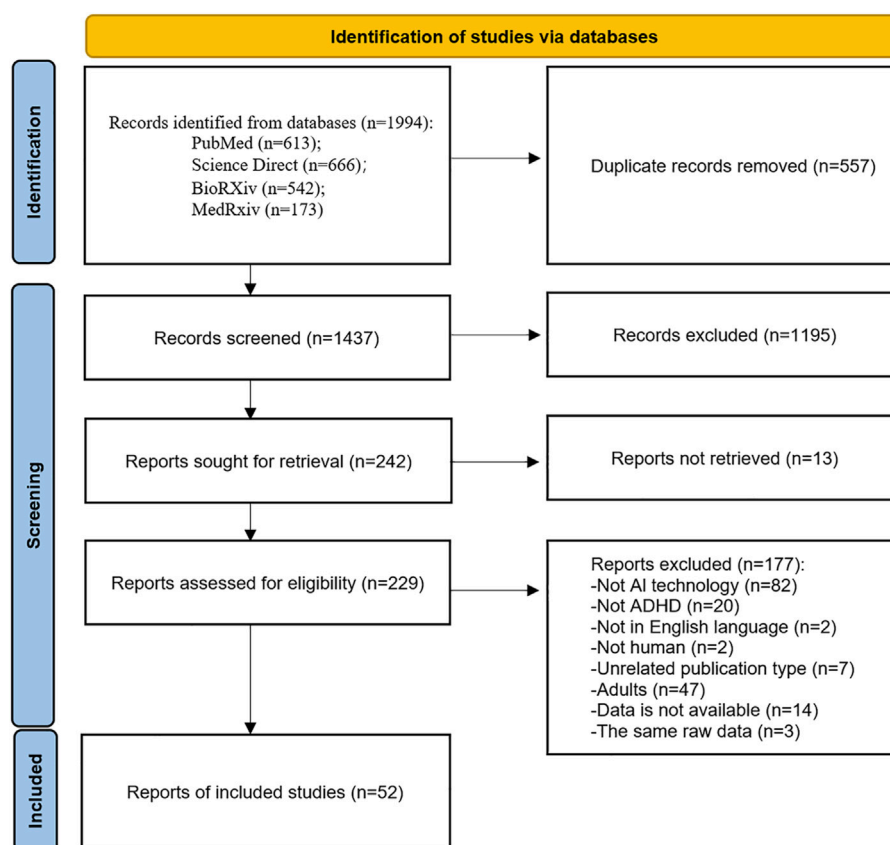 Identification of studies via databases
Identification
Records identified from databases (n=1994):
PubMed (n=613);
Science Direct (n=666);
BioRXiv (n=542);
MedRxiv (n=173)
Duplicate records removed (n=557)
Screening
Records screened (n=1437)
Records excluded (n=1195)
Reports sought for retrieval (n=242)
Reports not retrieved (n=13)
Reports assessed for eligibility (n=229)
Reports excluded (n=177):
-Not AI technology (n=82)
-Not ADHD (n=20)
-Not in English language (n=2)
-Not human (n=2)
-Unrelated publication type (n=7)
-Adults (n=47)
-Data is not available (n=14)
-The same raw data (n=3)
Included
Reports of included studies (n=52)